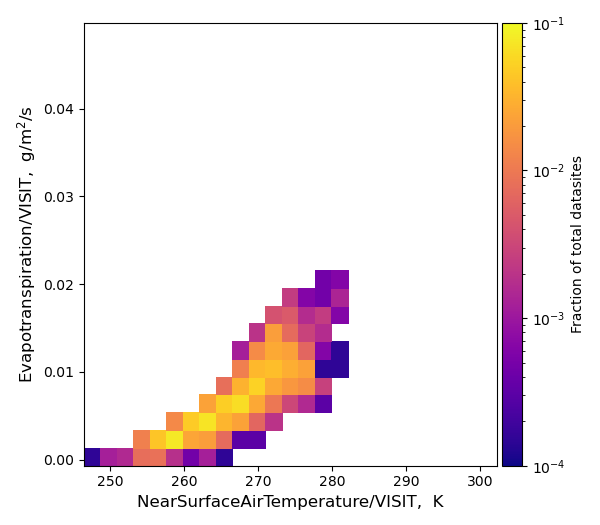 0.04
0.03
0.02
0.01
0.00
250 260 270 280 290 300
NearSurfaceAirTemperature/VISIT, K
Evapotranspiration/VISIT, g/m²/s
10⁻¹
10⁻²
10⁻³
10⁻⁴
Fraction of total datasites